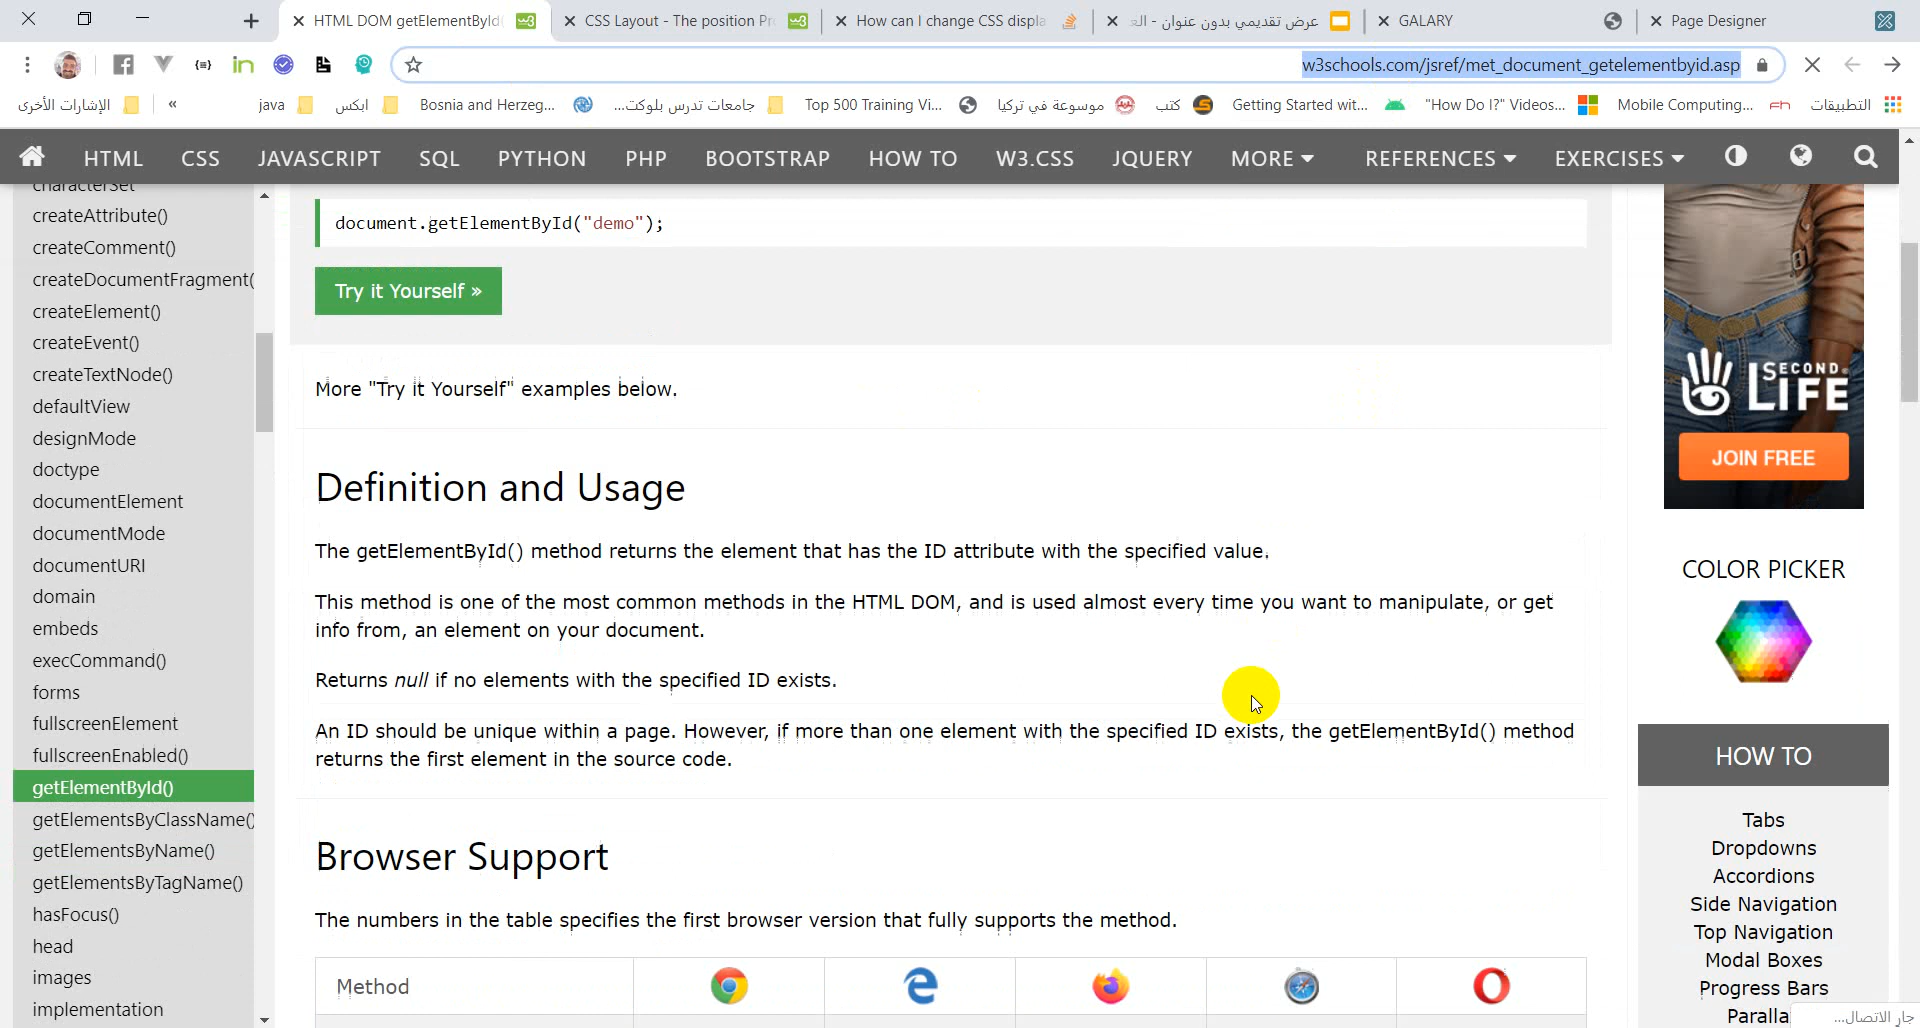 HTML DOM getElementById
CSS Layout - The position Pr
How can I change CSS displa
عرض تقديمي بدون عنوان - الع
GALARY
Page Designer
w3schools.com/jsref/met_document_getelementbyid.asp
الإشارات الأخرى
«
java
ابكس
Bosnia and Herzeg...
جامعات تدرس بلوكت...
Top 500 Training Vi...
موسوعة في تركيا
كتب
Getting Started wit...
"How Do I?" Videos...
Mobile Computing...
التطبيقات
HTML
CSS
JAVASCRIPT
SQL
PYTHON
PHP
BOOTSTRAP
HOW TO
W3.CSS
JQUERY
MORE
REFERENCES
EXERCISES
characterSet
createAttribute()
createComment()
createDocumentFragment(
createElement()
createEvent()
createTextNode()
defaultView
designMode
doctype
documentElement
documentMode
documentURI
domain
embeds
execCommand()
forms
fullscreenElement
fullscreenEnabled()
getElementById()
getElementsByClassName()
getElementsByName()
getElementsByTagName()
hasFocus()
head
images
implementation
document.getElementById("demo");
Try it Yourself »
More "Try it Yourself" examples below.
Definition and Usage
The getElementById() method returns the element that has the ID attribute with the specified value.
This method is one of the most common methods in the HTML DOM, and is used almost every time you want to manipulate, or get
info from, an element on your document.
Returns null if no elements with the specified ID exists.
An ID should be unique within a page. However, if more than one element with the specified ID exists, the getElementById() method
returns the first element in the source code.
Browser Support
The numbers in the table specifies the first browser version that fully supports the method.
Method
SECOND
LIFE
JOIN FREE
COLOR PICKER
HOW TO
Tabs
Dropdowns
Accordions
Side Navigation
Top Navigation
Modal Boxes
Progress Bars
Paralla
جار الاتصال...